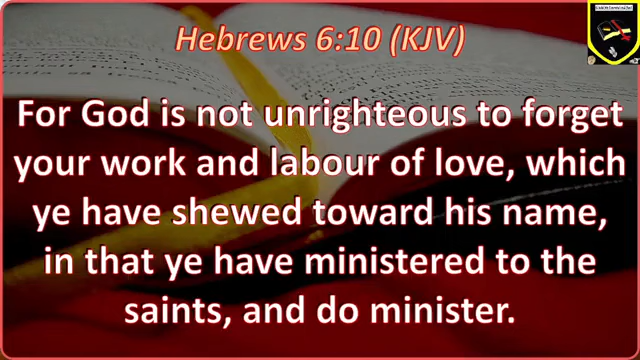 Hebrews 6:10 (KJV)
For God is not unrighteous to forget
your work and labour of love, which
ye have shewed toward his name,
in that ye have ministered to the
saints, and do minister.